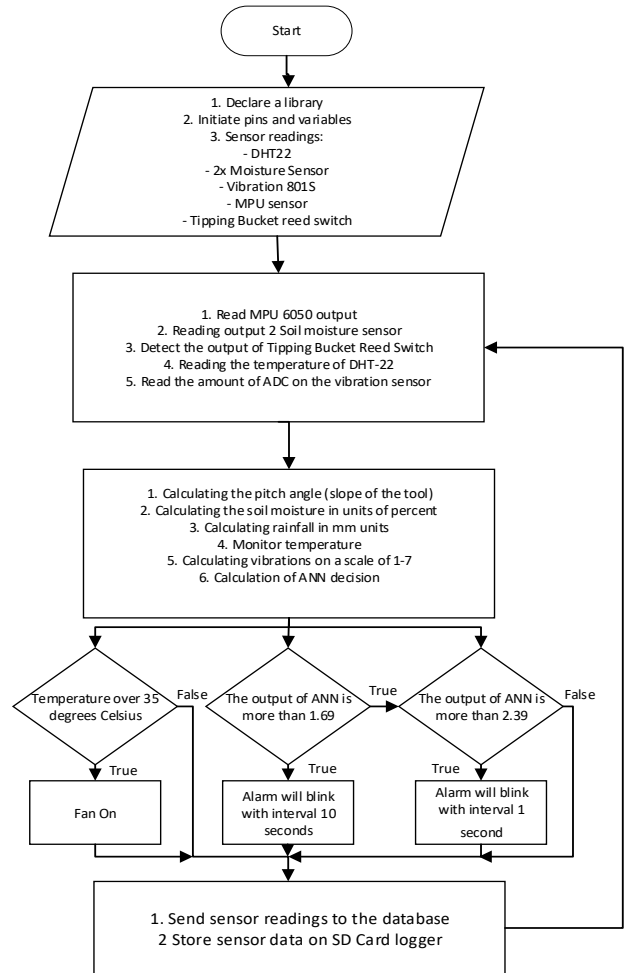 Start
1. Declare a library
2. Initiate pins and variables
3. Sensor readings:
- DHT22
- 2x Moisture Sensor
- Vibration 801S
- MPU sensor
- Tipping Bucket reed switch
1. Read MPU 6050 output
2. Reading output 2 Soil moisture sensor
3. Detect the output of Tipping Bucket Reed Switch
4. Reading the temperature of DHT-22
5. Read the amount of ADC on the vibration sensor
1. Calculating the pitch angle (slope of the tool)
2. Calculating the soil moisture in units of percent
3. Calculating rainfall in mm units
4. Monitor temperature
5. Calculating vibrations on a scale of 1-7
6. Calculation of ANN decision
Temperature over 35
degrees Celsius
False
True
Fan On
The output of ANN is
more than 1.69
True
True
Alarm will blink
with interval 10
seconds
The output of ANN is
more than 2.39
False
True
Alarm will blink
with interval 1
second
1. Send sensor readings to the database
2 Store sensor data on SD Card logger